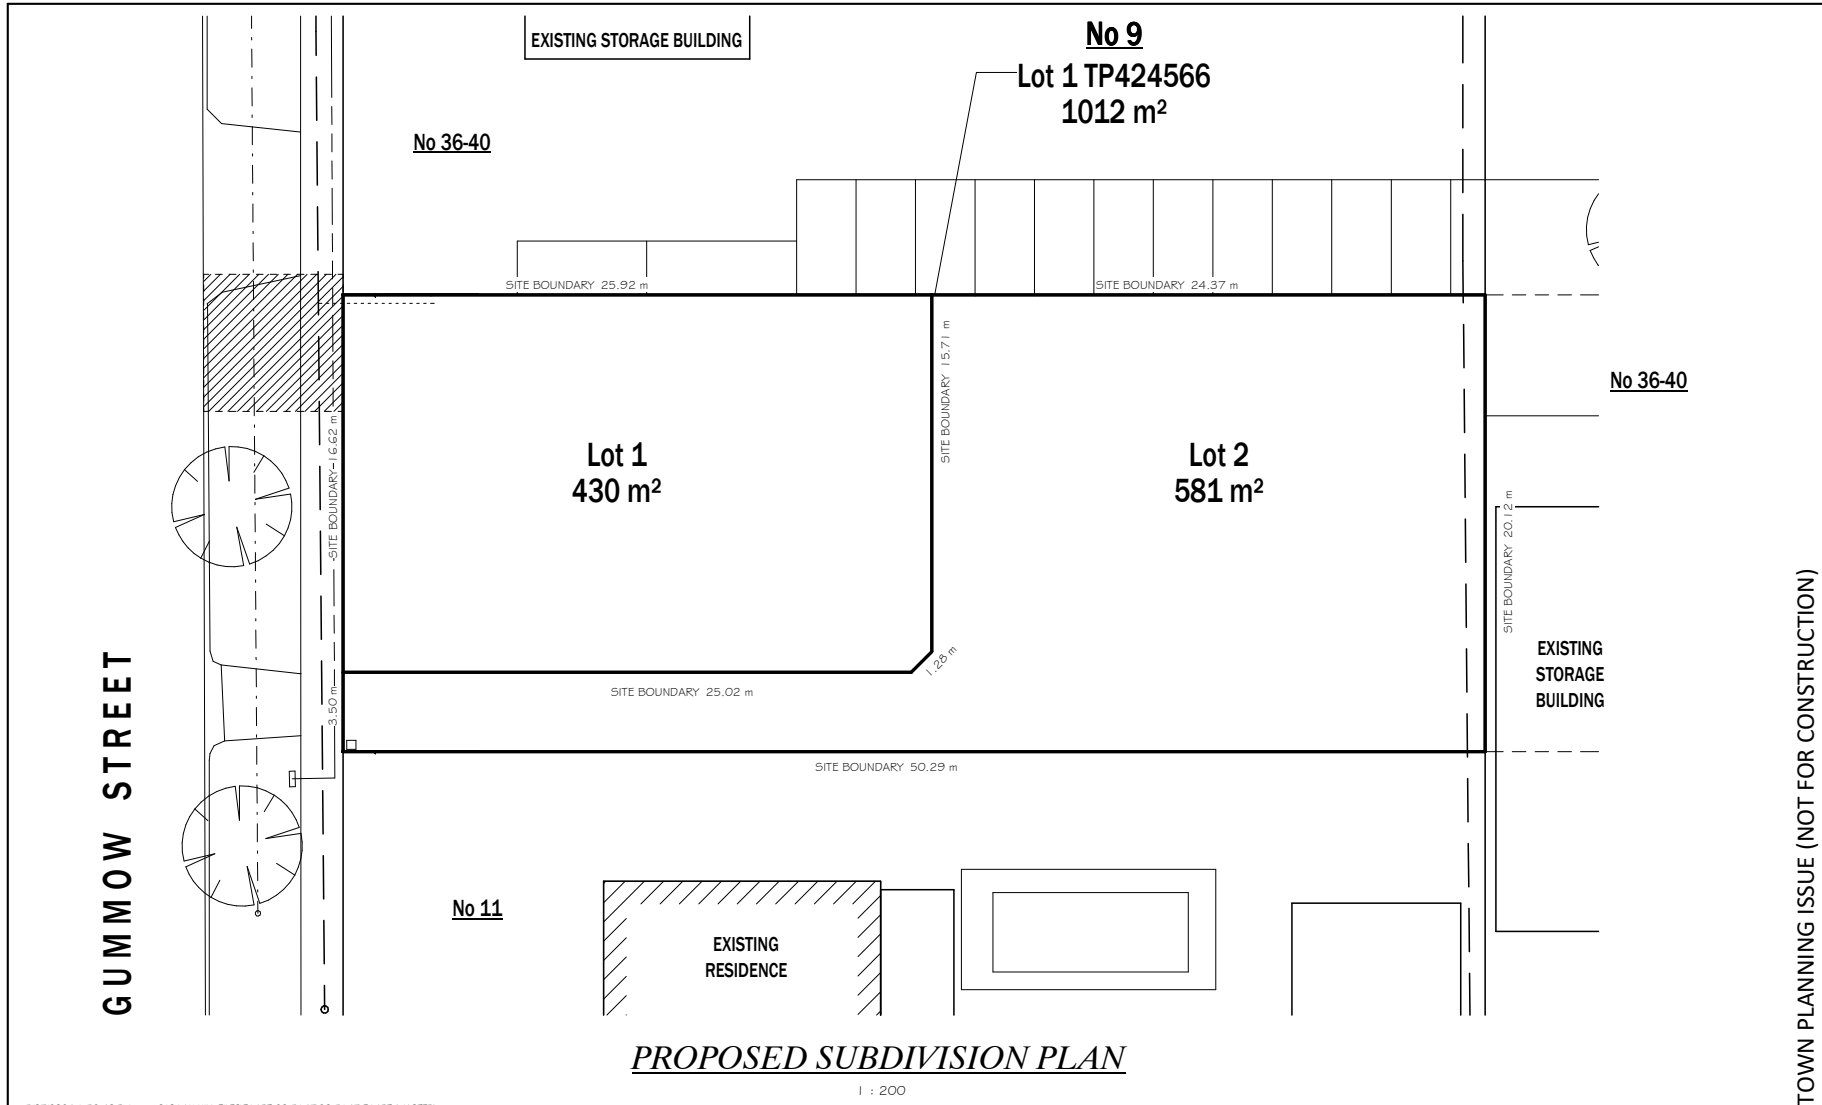 EXISTING STORAGE BUILDING
No 9
Lot 1 TP424566
1012 m²
No 36-40
SITE BOUNDARY 25.92 m
SITE BOUNDARY 24.37 m
SITE BOUNDARY 15.71 m
No 36-40
SITE BOUNDARY 16.62 m
Lot 1
430 m²
Lot 2
581 m²
SITE BOUNDARY 20.12 m
EXISTING
STORAGE
BUILDING
1.28 m
SITE BOUNDARY 25.02 m
3.50 m
SITE BOUNDARY 50.29 m
GUMMOW STREET
No 11
EXISTING
RESIDENCE
TOWN PLANNING ISSUE (NOT FOR CONSTRUCTION)
PROPOSED SUBDIVISION PLAN
1 : 200